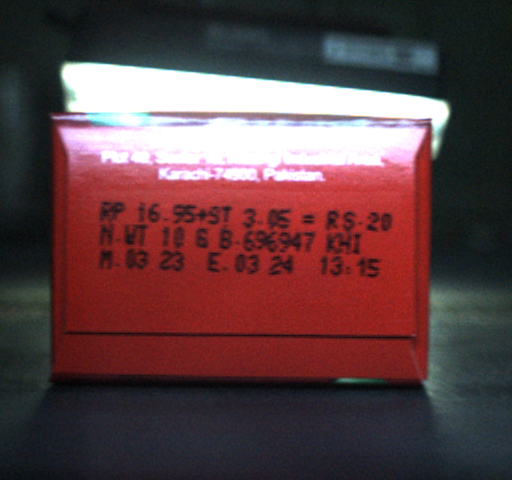 Karachi-74900, Pakistan.
RP 16.95+ST 3.05 = RS.20
N.WT 10 G B-696947 KHI
M.03 23 E.03 24 13:15